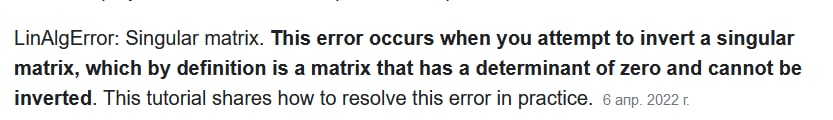 LinAlgError: Singular matrix. This error occurs when you attempt to invert a singular
matrix, which by definition is a matrix that has a determinant of zero and cannot be
inverted. This tutorial shares how to resolve this error in practice. 6 апр. 2022 г.